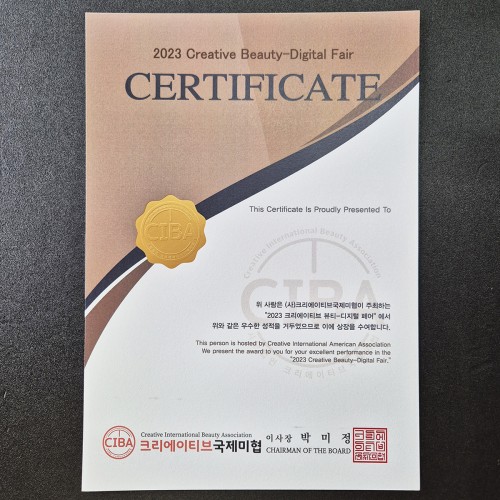 2023 Creative Beauty-Digital Fair
CERTIFICATE
This Certificate Is Proudly Presented To
CIBA
Creative International Beauty Association
CIBA
위 사람은 (사)크리에이티브국제미협이 주최하는
"2023 크리에이티브 뷰티-디지털 페어" 에서
위와 같은 우수한 성적을 거두었으므로 이에 상장을 수여합니다.
This person is hosted by Creative International American Association
We present the award to you for your excellent performance in the
"2023 Creative Beauty-Digital Fair."
CIBA
Creative International Beauty Association
크리에이티브국제미협
이사장 박 미 정
CHAIRMAN OF THE BOARD